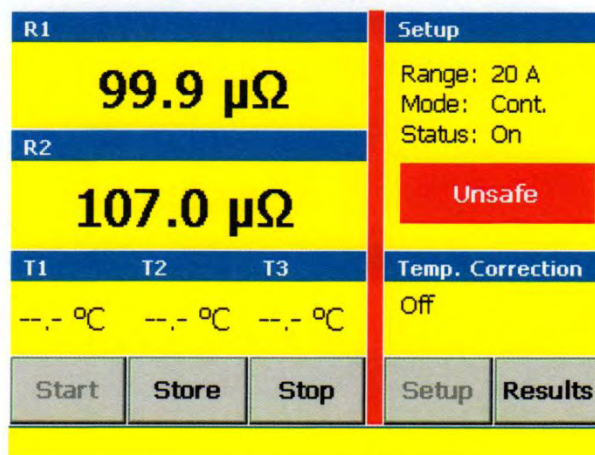 R1
99.9 µΩ
R2
107.0 µΩ
T1 T2 T3
--.- ºC --.- ºC --.- ºC
Start Store Stop
Setup
Range: 20 A
Mode: Cont.
Status: On
Unsafe
Temp. Correction
Off
Setup Results